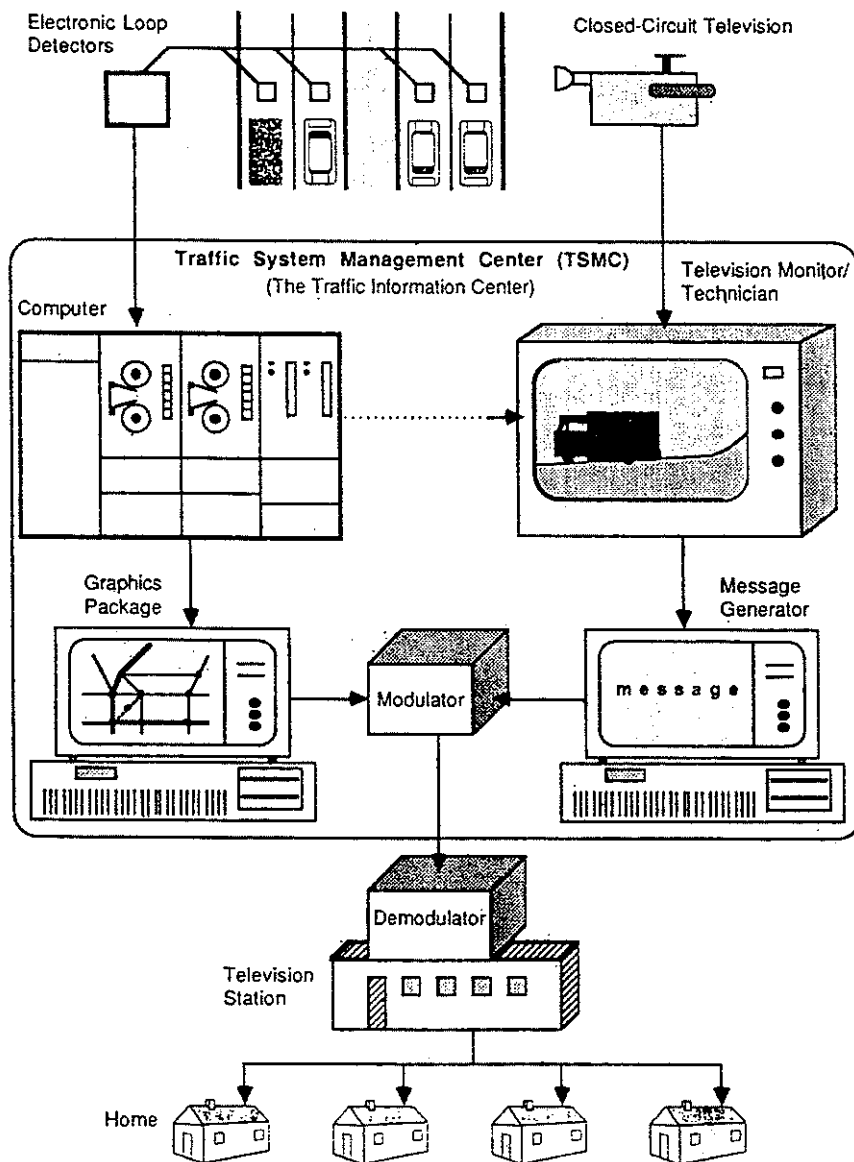 Electronic Loop
Detectors
Closed-Circuit Television
Traffic System Management Center (TSMC)
(The Traffic Information Center)
Television Monitor/
Technician
Computer
Graphics
Package
Message
Generator
Modulator
message
Demodulator
Television
Station
Home